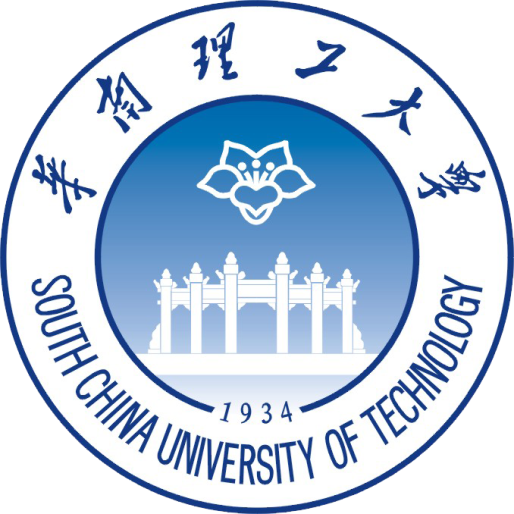 华南理工大学
1934
SOUTH CHINA UNIVERSITY OF TECHNOLOGY